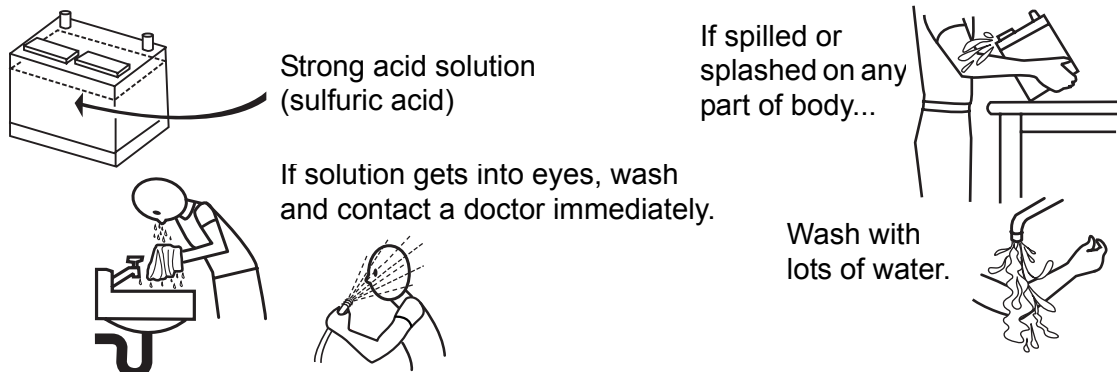 Strong acid solution
(sulfuric acid)
If solution gets into eyes, wash
and contact a doctor immediately.
If spilled or
splashed on any
part of body...
Wash with
lots of water.